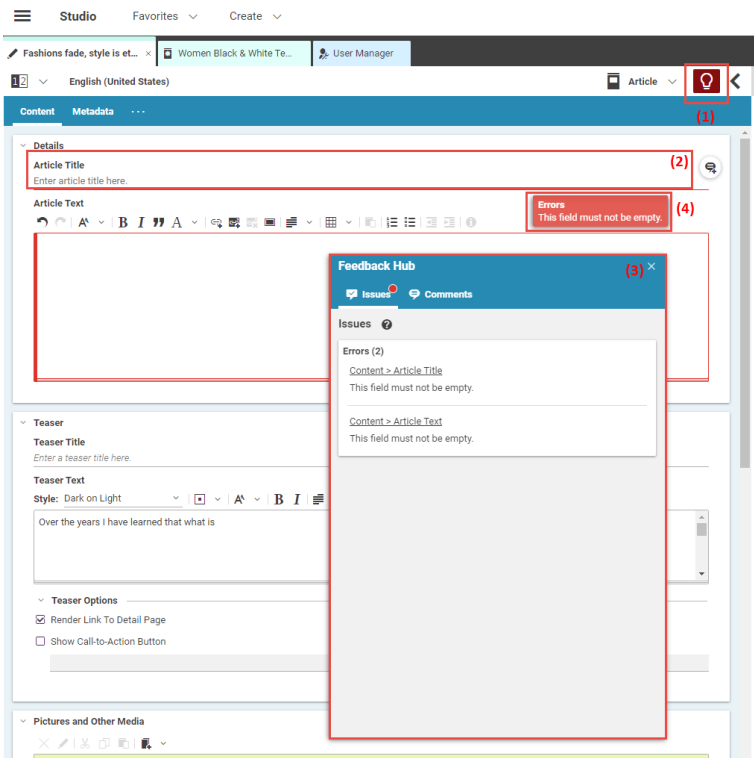 Studio Favorites Create
Fashions fade, style is et... × Women Black & White Te... User Manager
12 English (United States) Article
(1)
Content Metadata ...
Details
Article Title (2)
Enter article title here.
Article Text
Errors
This field must not be empty. (4)
B I A
Feedback Hub (3) ×
Issues Comments
Issues ?
Errors (2)
Content > Article Title
This field must not be empty.
Content > Article Text
This field must not be empty.
Teaser
Teaser Title
Enter a teaser title here.
Teaser Text
Style: Dark on Light B I
Over the years I have learned that what is
Teaser Options
Render Link To Detail Page
Show Call-to-Action Button
Pictures and Other Media